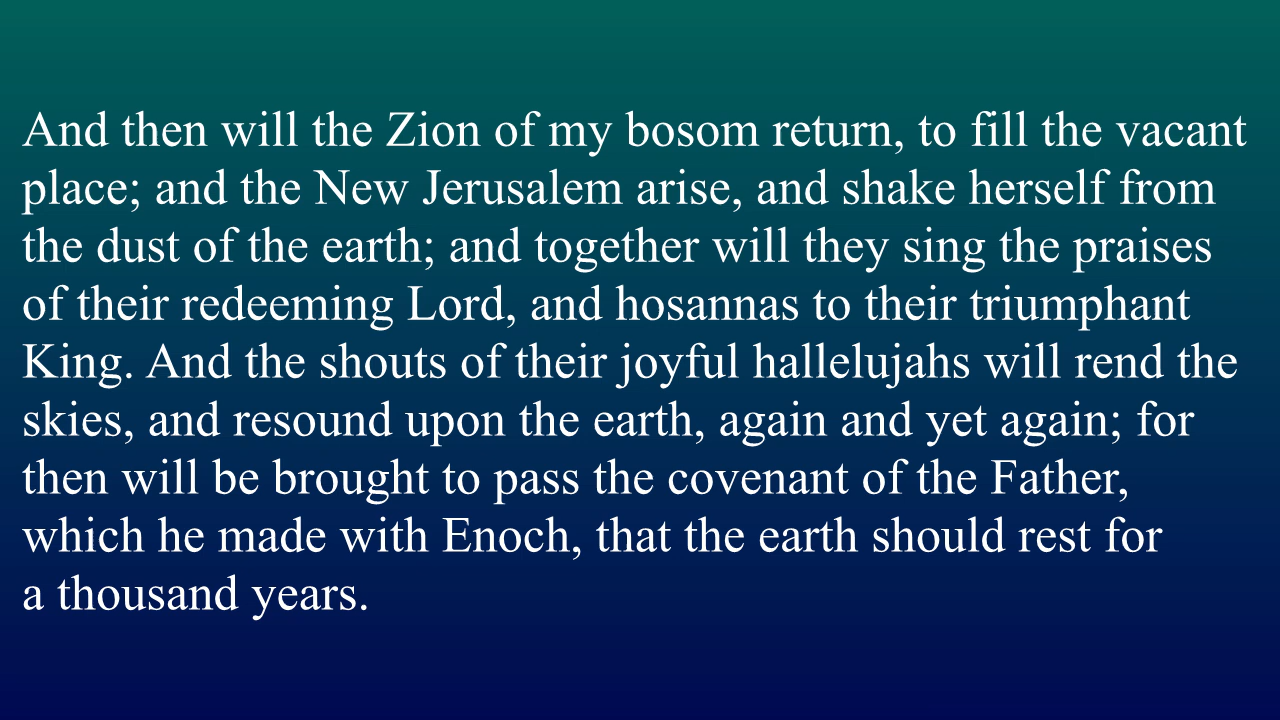 And then will the Zion of my bosom return, to fill the vacant
place; and the New Jerusalem arise, and shake herself from
the dust of the earth; and together will they sing the praises
of their redeeming Lord, and hosannas to their triumphant
King. And the shouts of their joyful hallelujahs will rend the
skies, and resound upon the earth, again and yet again; for
then will be brought to pass the covenant of the Father,
which he made with Enoch, that the earth should rest for
a thousand years.